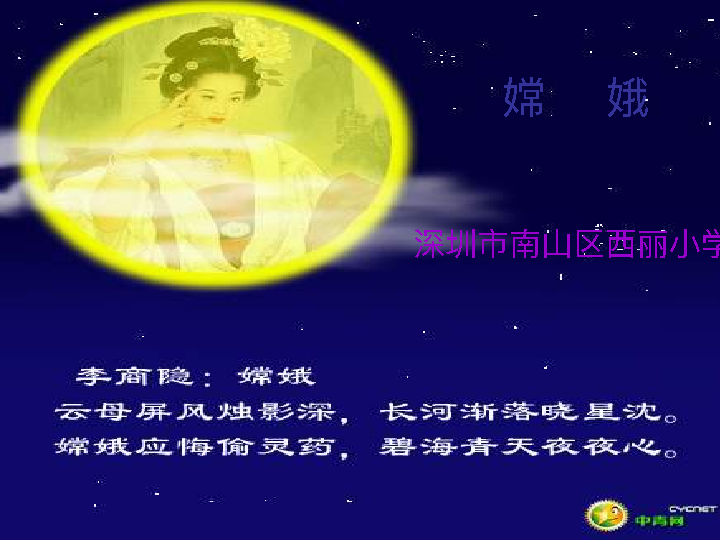 嫦 娥
深圳市南山区西丽小学
李商隐：嫦娥
云母屏风烛影深，长河渐落晓星沈。
嫦娥应悔偷灵药，碧海青天夜夜心。
CYCNET
中青网